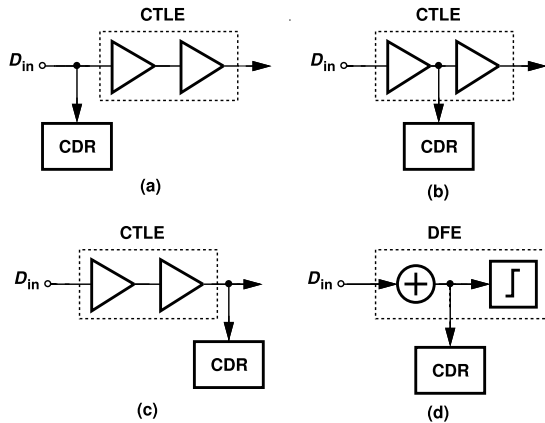 CTLE
Din
CDR
(a)
CTLE
Din
CDR
(b)
CTLE
Din
CDR
(c)
DFE
Din
CDR
(d)